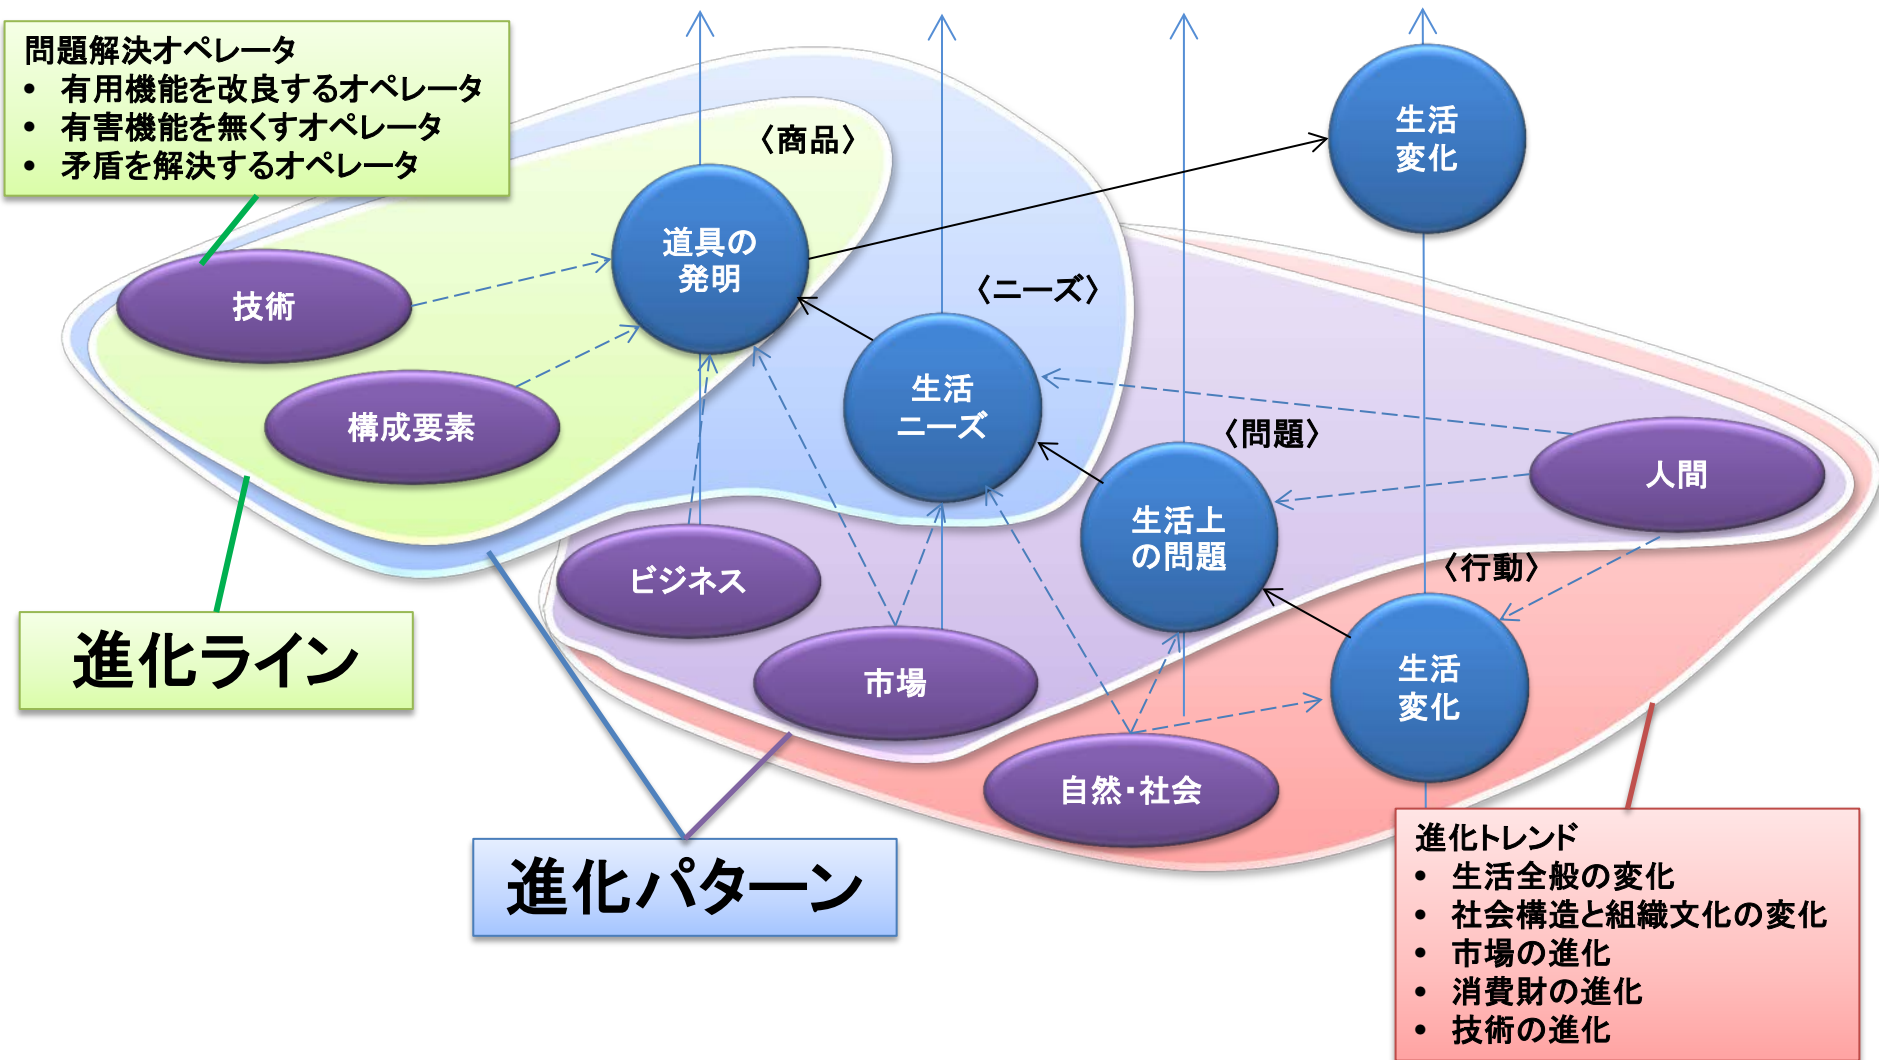 問題解決オペレータ
• 有用機能を改良するオペレータ
• 有害機能を無くすオペレータ
• 矛盾を解決するオペレータ
〈商品〉
生活
変化
道具の
発明
〈ニーズ〉
技術
生活
ニーズ
構成要素
〈問題〉
人間
生活上
の問題
〈行動〉
ビジネス
進化ライン
市場
生活
変化
自然・社会
進化パターン
進化トレンド
• 生活全般の変化
• 社会構造と組織文化の変化
• 市場の進化
• 消費財の進化
• 技術の進化